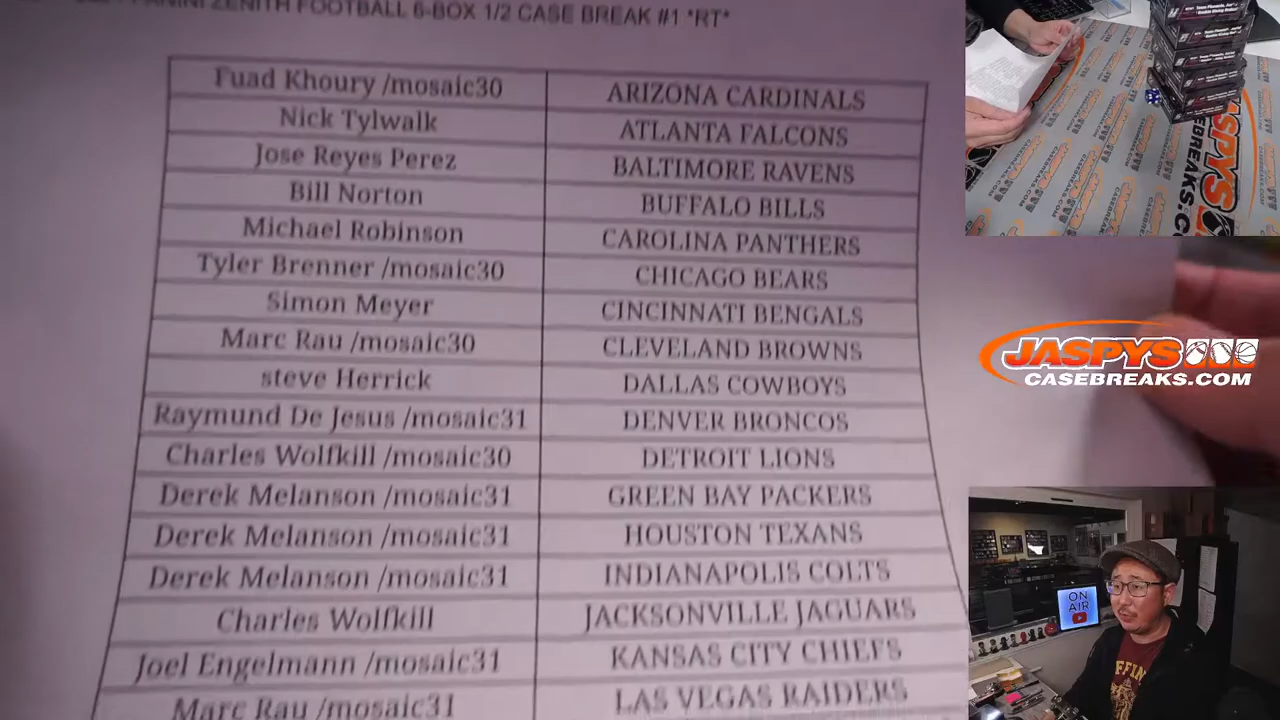 PANINI ZENITH FOOTBALL 6-BOX 1/2 CASE BREAK #1 *RT*
Fuad Khoury /mosaic30 ARIZONA CARDINALS
Nick Tylwalk ATLANTA FALCONS
Jose Reyes Perez BALTIMORE RAVENS
Bill Norton BUFFALO BILLS
Michael Robinson CAROLINA PANTHERS
Tyler Brenner /mosaic30 CHICAGO BEARS
Simon Meyer CINCINNATI BENGALS
Marc Rau /mosaic30 CLEVELAND BROWNS
steve Herrick DALLAS COWBOYS
Raymund De Jesus /mosaic31 DENVER BRONCOS
Charles Wolfkill /mosaic30 DETROIT LIONS
Derek Melanson /mosaic31 GREEN BAY PACKERS
Derek Melanson /mosaic31 HOUSTON TEXANS
Derek Melanson /mosaic31 INDIANAPOLIS COLTS
Charles Wolfkill JACKSONVILLE JAGUARS
Joel Engelmann /mosaic31 KANSAS CITY CHIEFS
Marc Rau /mosaic31 LAS VEGAS RAIDERS
JASPYS
CASEBREAKS.COM
JASPYS
CASEBREAKS.CO
ON
AIR